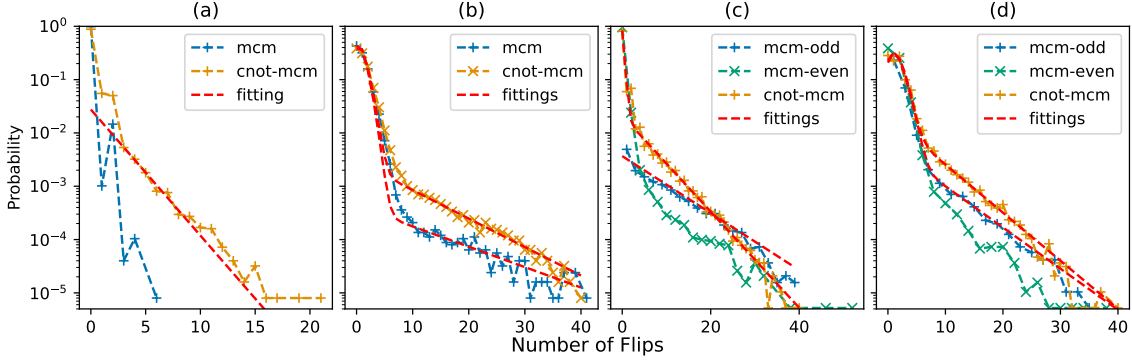 (a) (b) (c) (d)
Probability
10^0
10^−1
10^−2
10^−3
10^−4
10^−5
mcm
cnot-mcm
fitting
mcm
cnot-mcm
fittings
mcm-odd
mcm-even
cnot-mcm
fittings
mcm-odd
mcm-even
cnot-mcm
fittings
0 5 10 15 20 0 10 20 30 40 0 20 40 0 10 20 30 40
Number of Flips